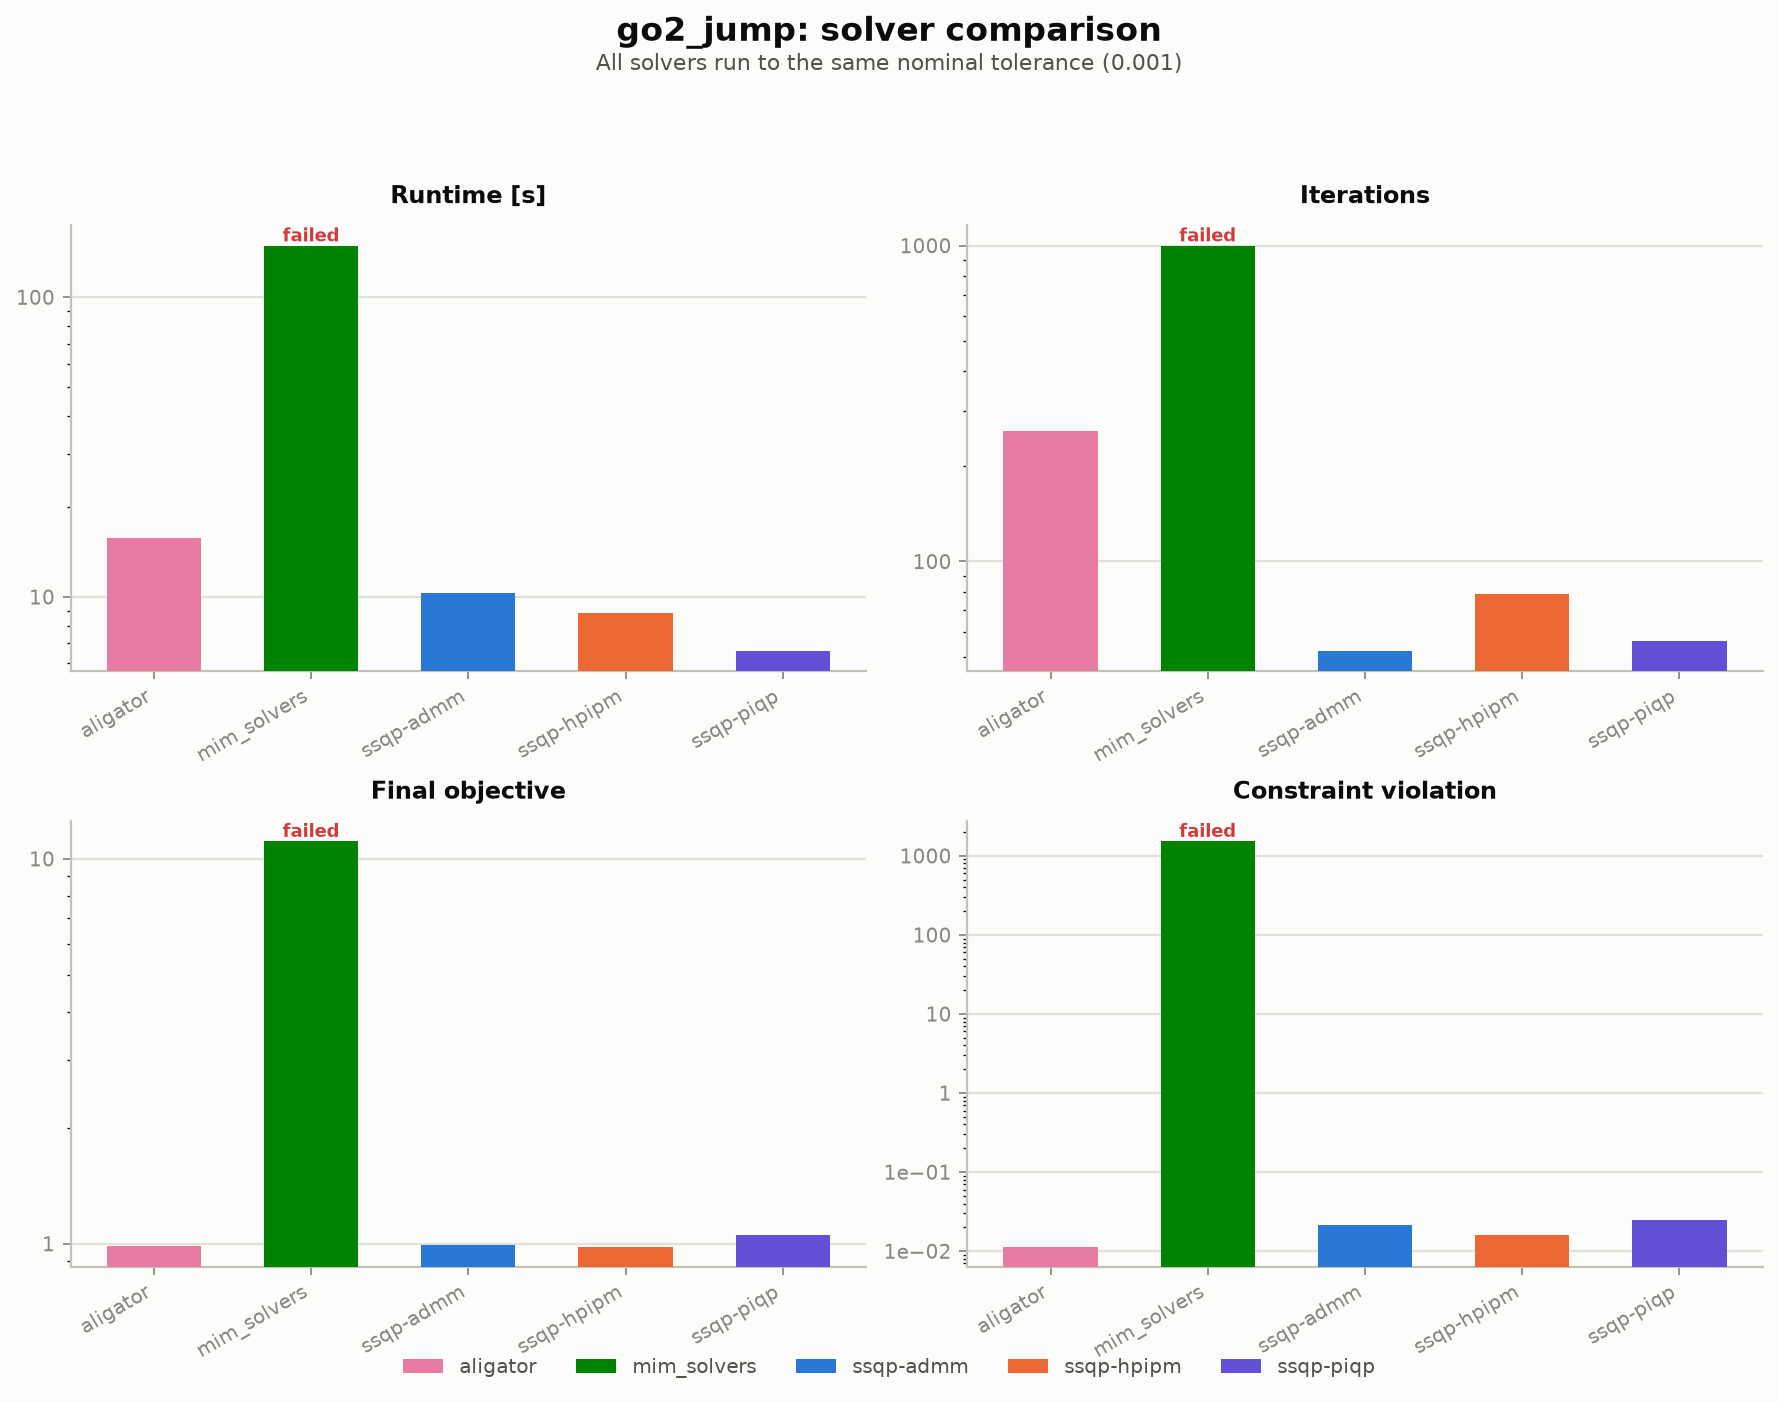 go2_jump: solver comparison
All solvers run to the same nominal tolerance (0.001)
Runtime [s]
failed
100
10
aligator
mim_solvers
ssqp-admm
ssqp-hpipm
ssqp-piqp
Iterations
failed
1000
100
aligator
mim_solvers
ssqp-admm
ssqp-hpipm
ssqp-piqp
Final objective
failed
10
1
aligator
mim_solvers
ssqp-admm
ssqp-hpipm
ssqp-piqp
Constraint violation
failed
1000
100
10
1
1e−01
1e−02
aligator
mim_solvers
ssqp-admm
ssqp-hpipm
ssqp-piqp
aligator mim_solvers ssqp-admm ssqp-hpipm ssqp-piqp